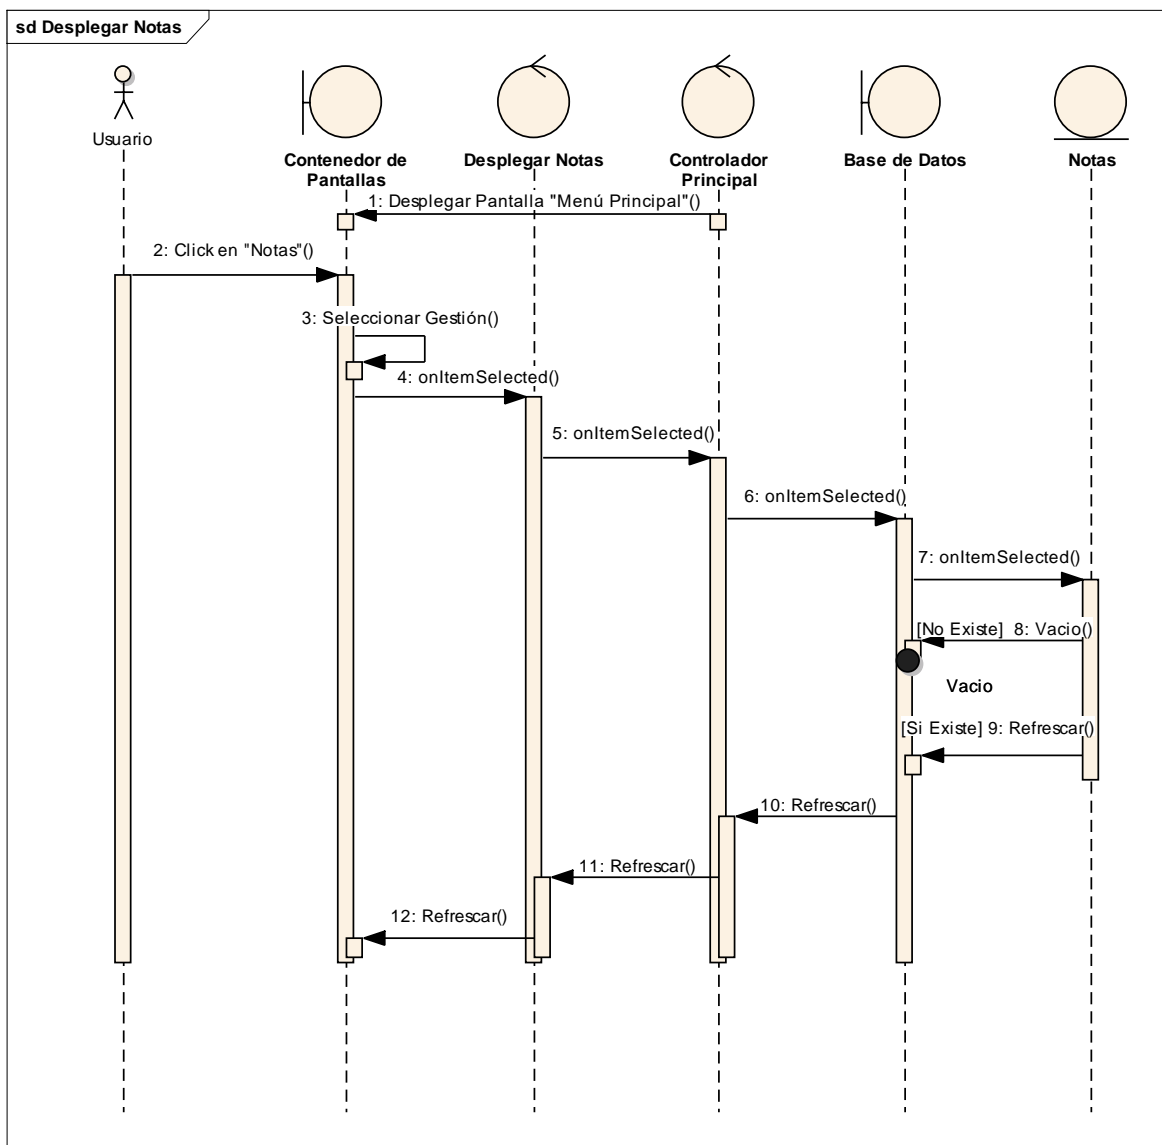 sd Desplegar Notas
Usuario
Contenedor de
Pantallas
Desplegar Notas
Controlador
Principal
Base de Datos
Notas
1: Desplegar Pantalla "Menú Principal"()
2: Click en "Notas"()
3: Seleccionar Gestión()
4: onItemSelected()
5: onItemSelected()
6: onItemSelected()
7: onItemSelected()
[No Existe] 8: Vacio()
Vacio
[Si Existe] 9: Refrescar()
10: Refrescar()
11: Refrescar()
12: Refrescar()